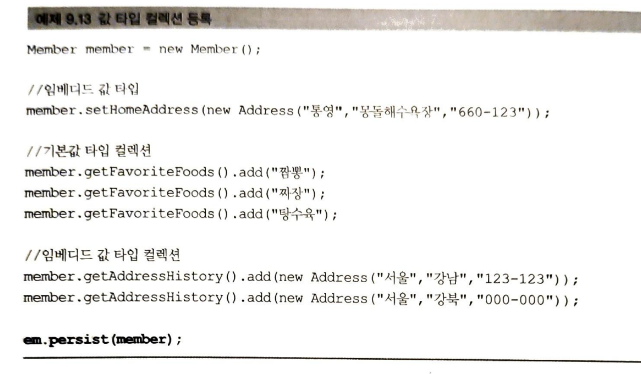 예제 9.13 값 타입 컬렉션 등록
Member member = new Member();
//임베디드 값 타입
member.setHomeAddress(new Address("통영","몽돌해수욕장","660-123"));
//기본값 타입 컬렉션
member.getFavoriteFoods().add("짬뽕");
member.getFavoriteFoods().add("짜장");
member.getFavoriteFoods().add("탕수육");
//임베디드 값 타입 컬렉션
member.getAddressHistory().add(new Address("서울","강남","123-123"));
member.getAddressHistory().add(new Address("서울","강북","000-000"));
em.persist(member);